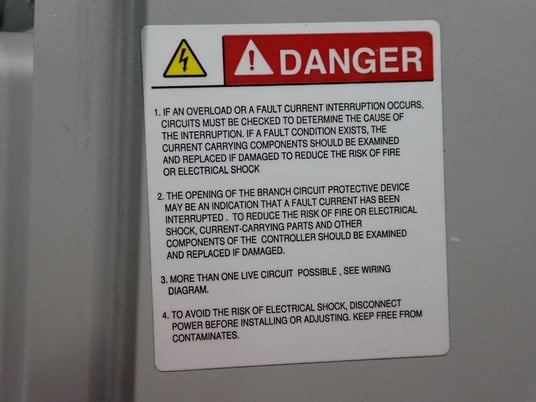 DANGER
1. IF AN OVERLOAD OR A FAULT CURRENT INTERRUPTION OCCURS,
CIRCUITS MUST BE CHECKED TO DETERMINE THE CAUSE OF
THE INTERRUPTION. IF A FAULT CONDITION EXISTS, THE
CURRENT CARRYING COMPONENTS SHOULD BE EXAMINED
AND REPLACED IF DAMAGED TO REDUCE THE RISK OF FIRE
OR ELECTRICAL SHOCK
2. THE OPENING OF THE BRANCH CIRCUIT PROTECTIVE DEVICE
MAY BE AN INDICATION THAT A FAULT CURRENT HAS BEEN
INTERRUPTED . TO REDUCE THE RISK OF FIRE OR ELECTRICAL
SHOCK, CURRENT-CARRYING PARTS AND OTHER
COMPONENTS OF THE CONTROLLER SHOULD BE EXAMINED
AND REPLACED IF DAMAGED.
3. MORE THAN ONE LIVE CIRCUIT POSSIBLE , SEE WIRING
DIAGRAM.
4. TO AVOID THE RISK OF ELECTRICAL SHOCK, DISCONNECT
POWER BEFORE INSTALLING OR ADJUSTING. KEEP FREE FROM
CONTAMINATES.